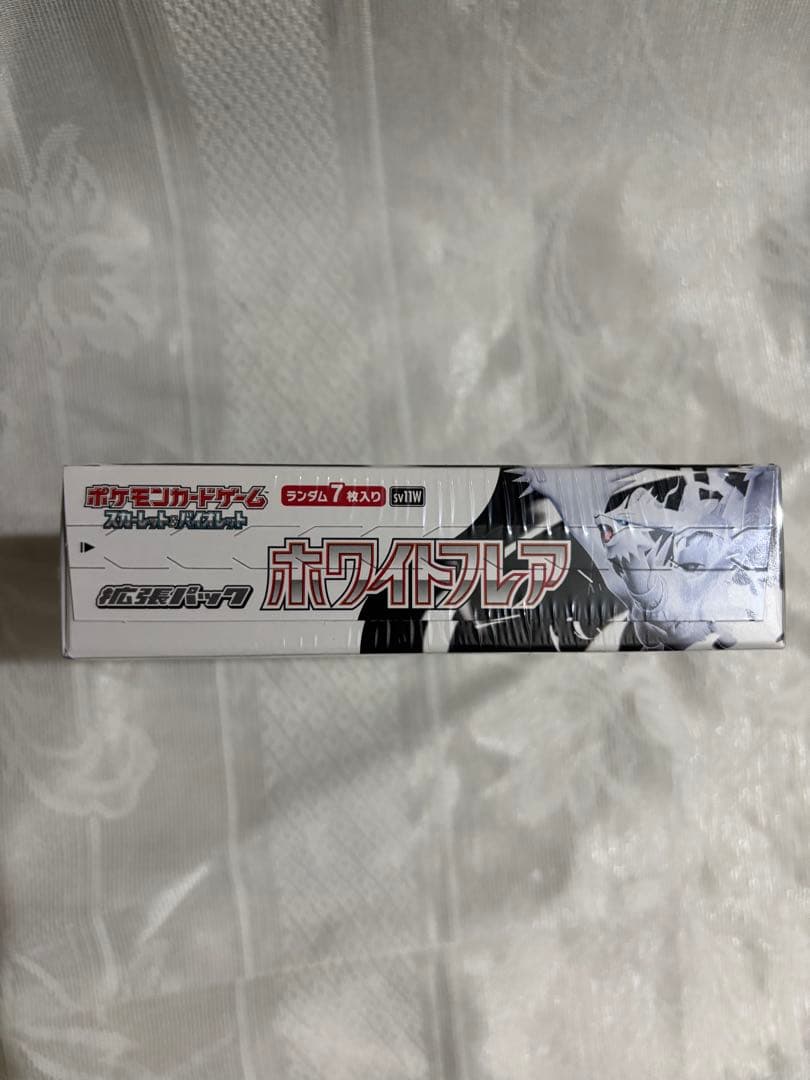 ポケモンカードゲーム
スカーレット&バイオレット
ランダム7枚入り
sv11W
拡張パック
ホワイトフレア